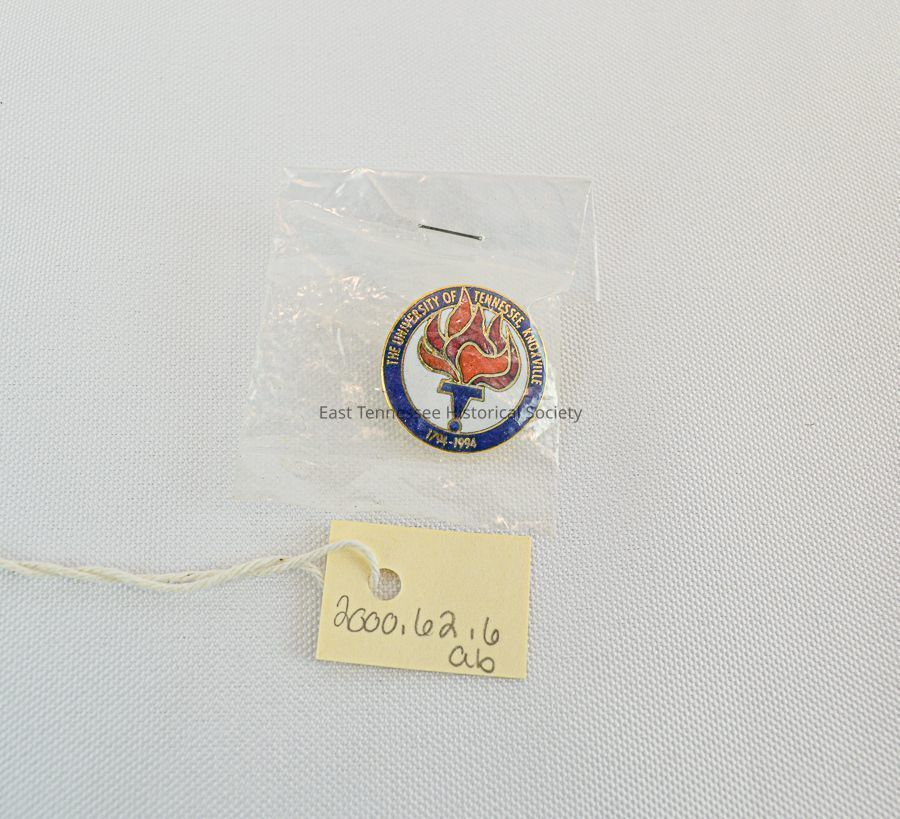 THE UNIVERSITY OF TENNESSEE KNOXVILLE
1794-1994
East Tennessee Historical Society
2000.62.6
ab